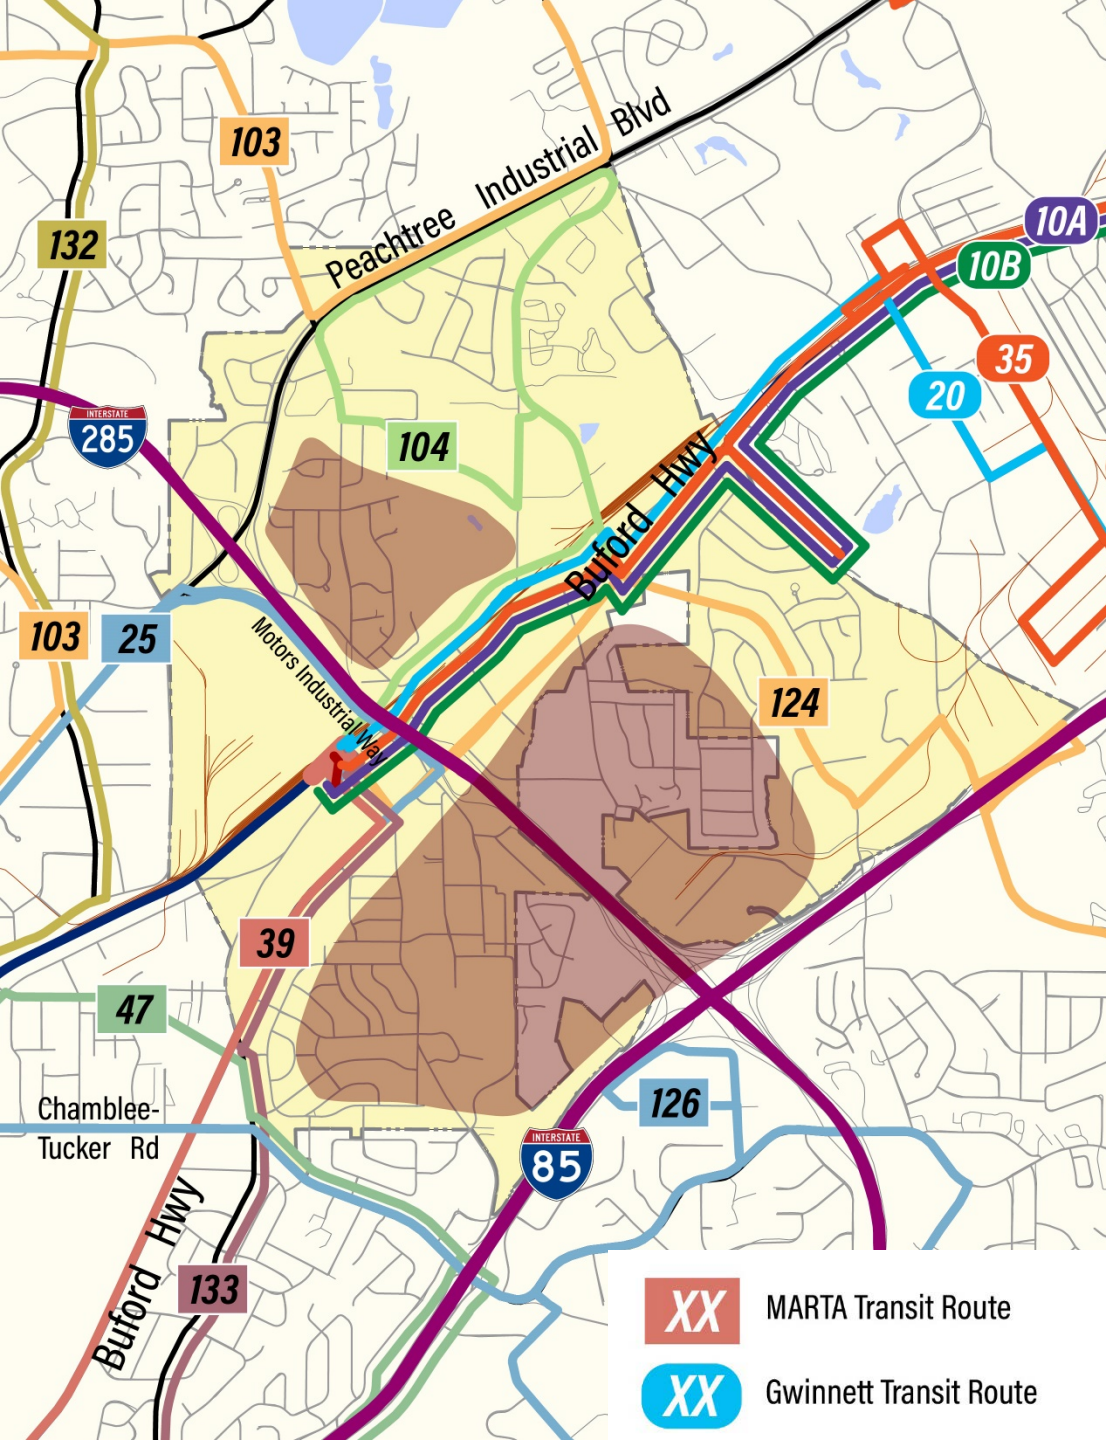 103
Peachtree Industrial Blvd
132
10A
10B
35
20
INTERSTATE
285
104
Buford Hwy
103
25
Motors Industrial Way
124
39
47
Chamblee-
Tucker Rd
126
INTERSTATE
85
Buford Hwy
133
XX MARTA Transit Route
XX Gwinnett Transit Route